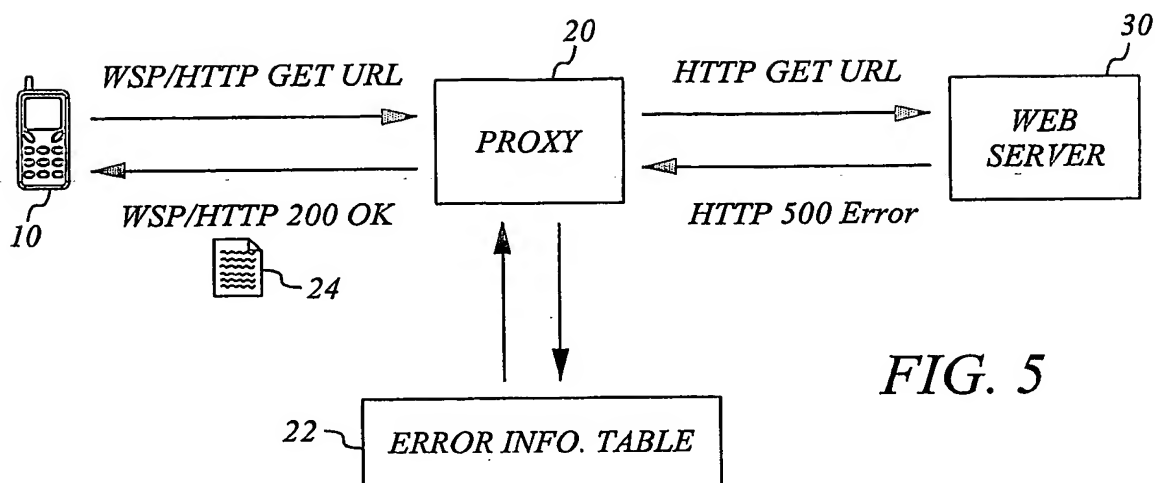 20
30
WSP/HTTP GET URL
HTTP GET URL
PROXY
WEB
SERVER
WSP/HTTP 200 OK
HTTP 500 Error
10
24
FIG. 5
22
ERROR INFO. TABLE